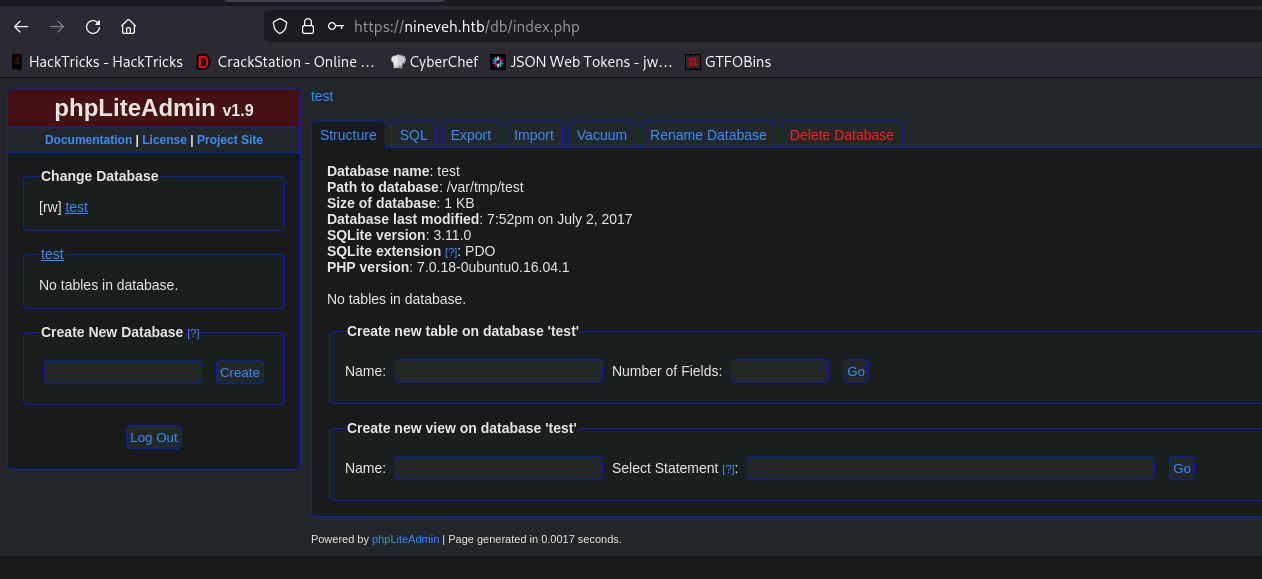 https://nineveh.htb/db/index.php
HackTricks - HackTricks CrackStation - Online ... CyberChef JSON Web Tokens - jw... GTFOBins
phpLiteAdmin v1.9
Documentation | License | Project Site
Change Database
[rw] test
test
No tables in database.
Create New Database [?]
Create
Log Out
test
Structure SQL Export Import Vacuum Rename Database Delete Database
Database name: test
Path to database: /var/tmp/test
Size of database: 1 KB
Database last modified: 7:52pm on July 2, 2017
SQLite version: 3.11.0
SQLite extension [?]: PDO
PHP version: 7.0.18-0ubuntu0.16.04.1
No tables in database.
Create new table on database 'test'
Name: Number of Fields: Go
Create new view on database 'test'
Name: Select Statement [?]: Go
Powered by phpLiteAdmin | Page generated in 0.0017 seconds.